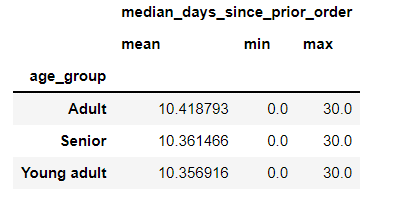 median_days_since_prior_order
mean min max
age_group
Adult 10.418793 0.0 30.0
Senior 10.361466 0.0 30.0
Young adult 10.356916 0.0 30.0